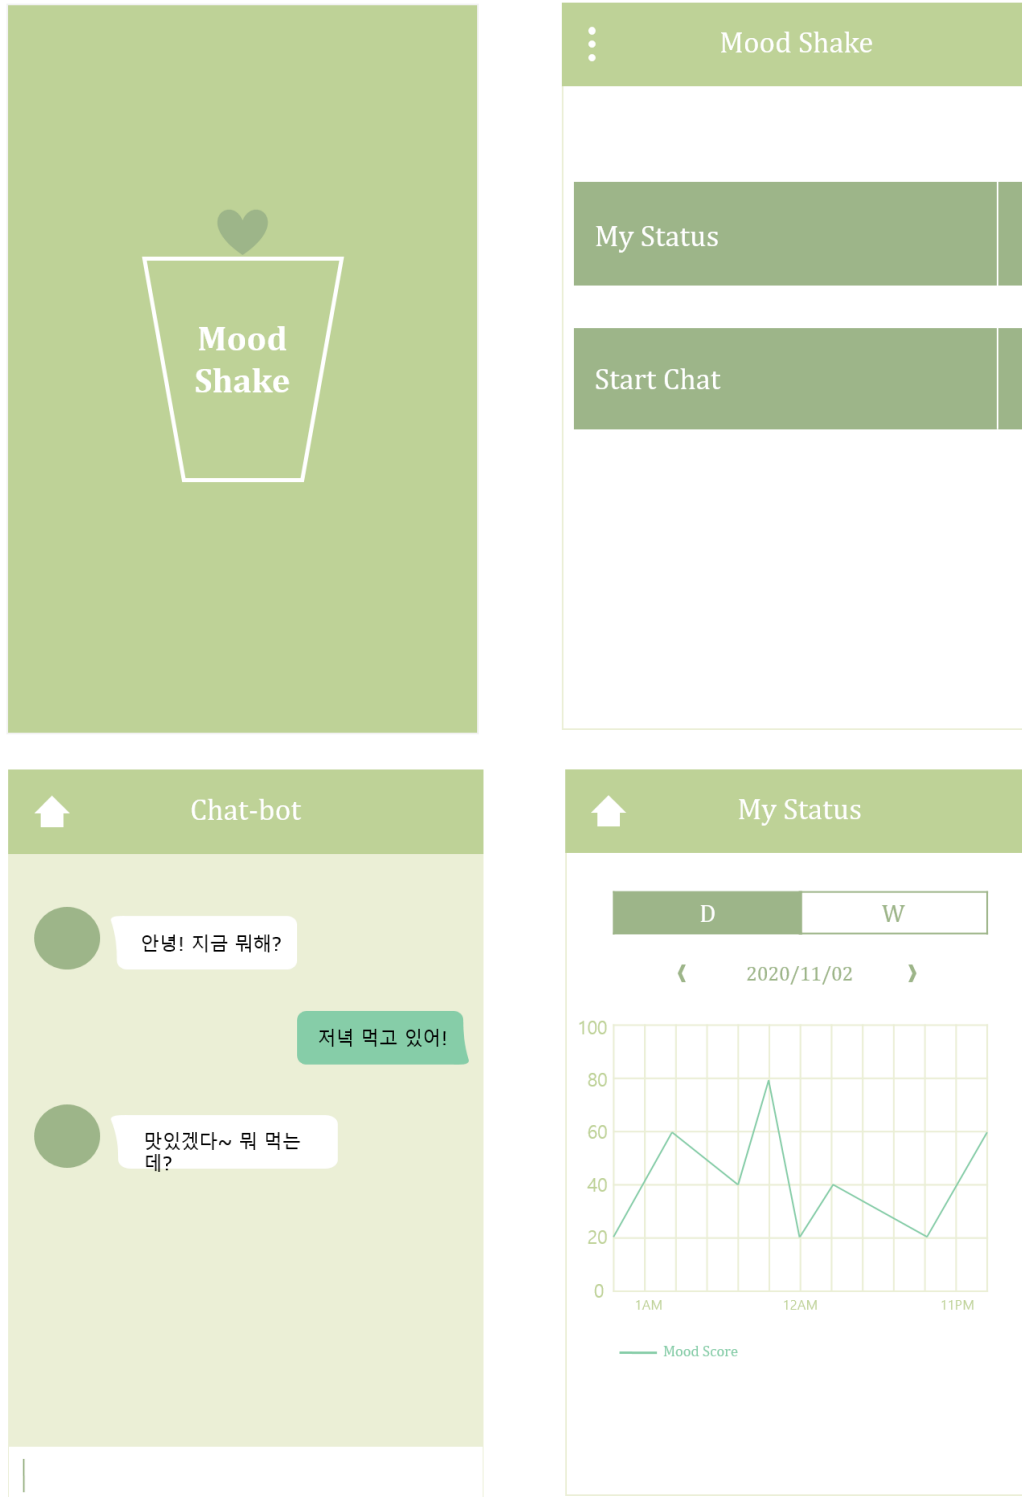 Mood
Shake
Mood Shake
My Status
Start Chat
Chat-bot
안녕! 지금 뭐해?
저녁 먹고 있어!
맛있겠다~ 뭐 먹는
데?
My Status
D
W
2020/11/02
100
80
60
40
20
0
1AM
12AM
11PM
Mood Score